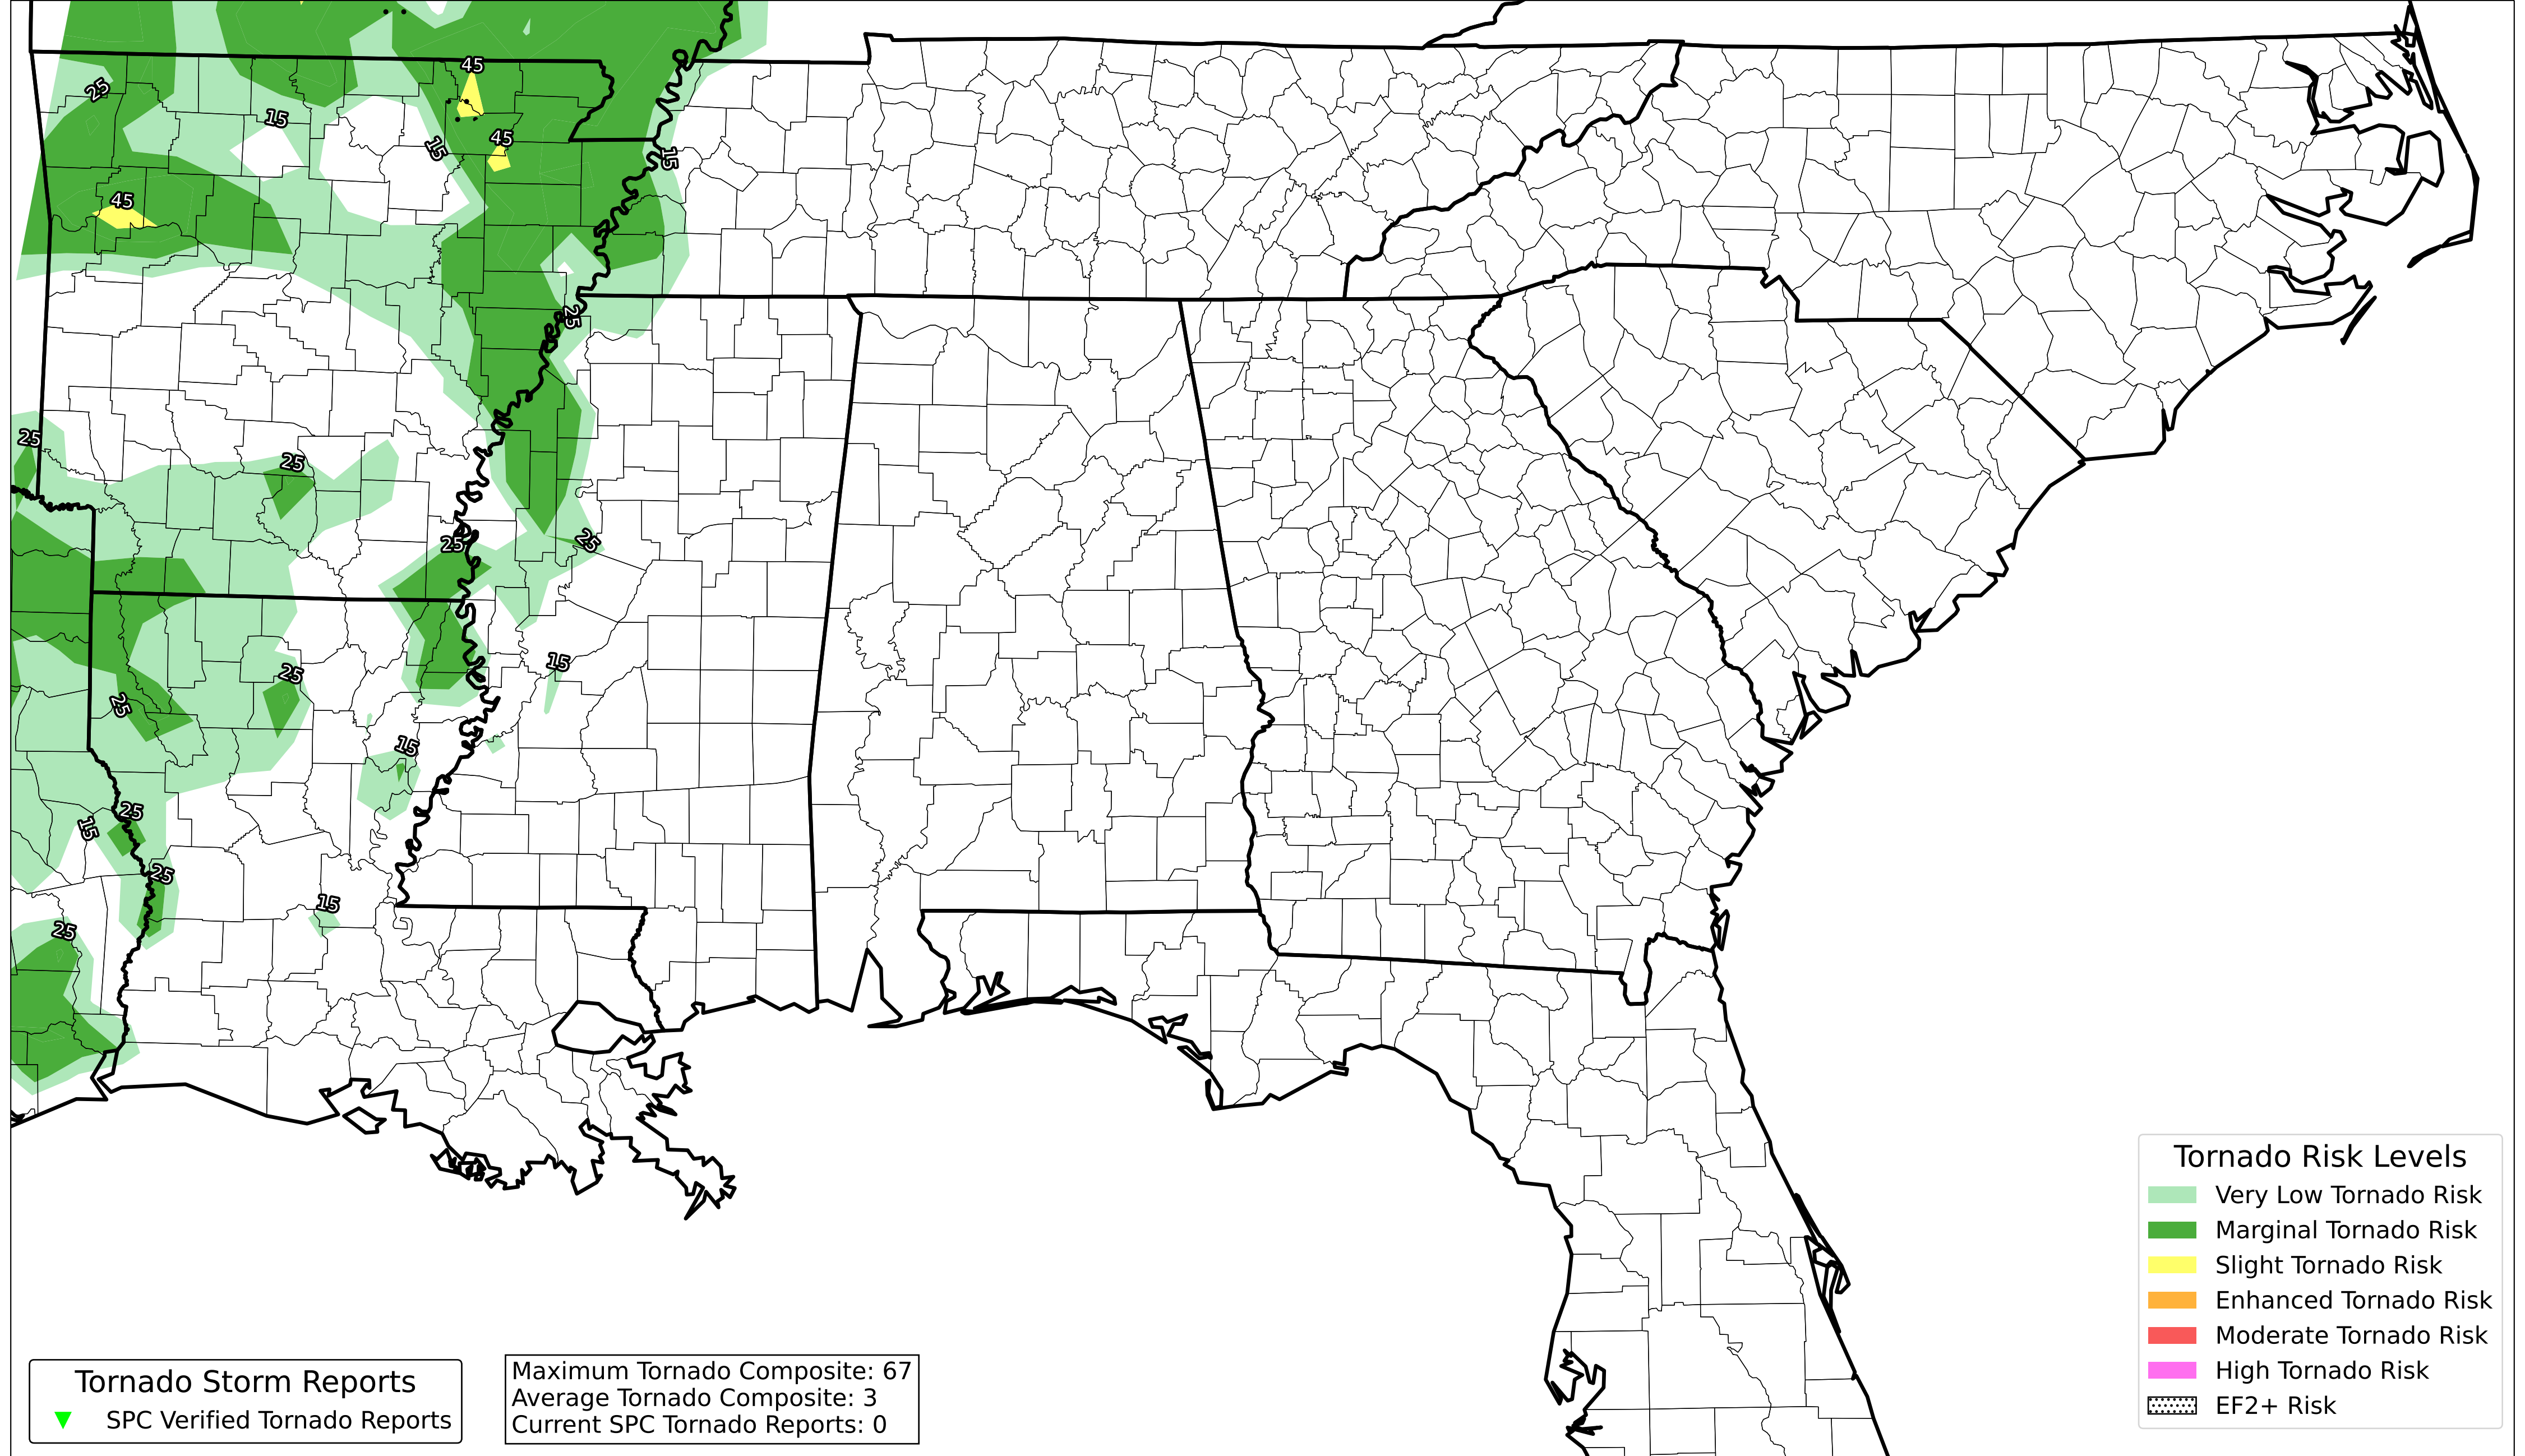 45
25
15
45
15
15
45
25
25
25
25
25
15
25
25
15
25
15
25
15
25
Tornado Risk Levels
Very Low Tornado Risk
Marginal Tornado Risk
Slight Tornado Risk
Enhanced Tornado Risk
Moderate Tornado Risk
High Tornado Risk
EF2+ Risk
Tornado Storm Reports
SPC Verified Tornado Reports
Maximum Tornado Composite: 67
Average Tornado Composite: 3
Current SPC Tornado Reports: 0